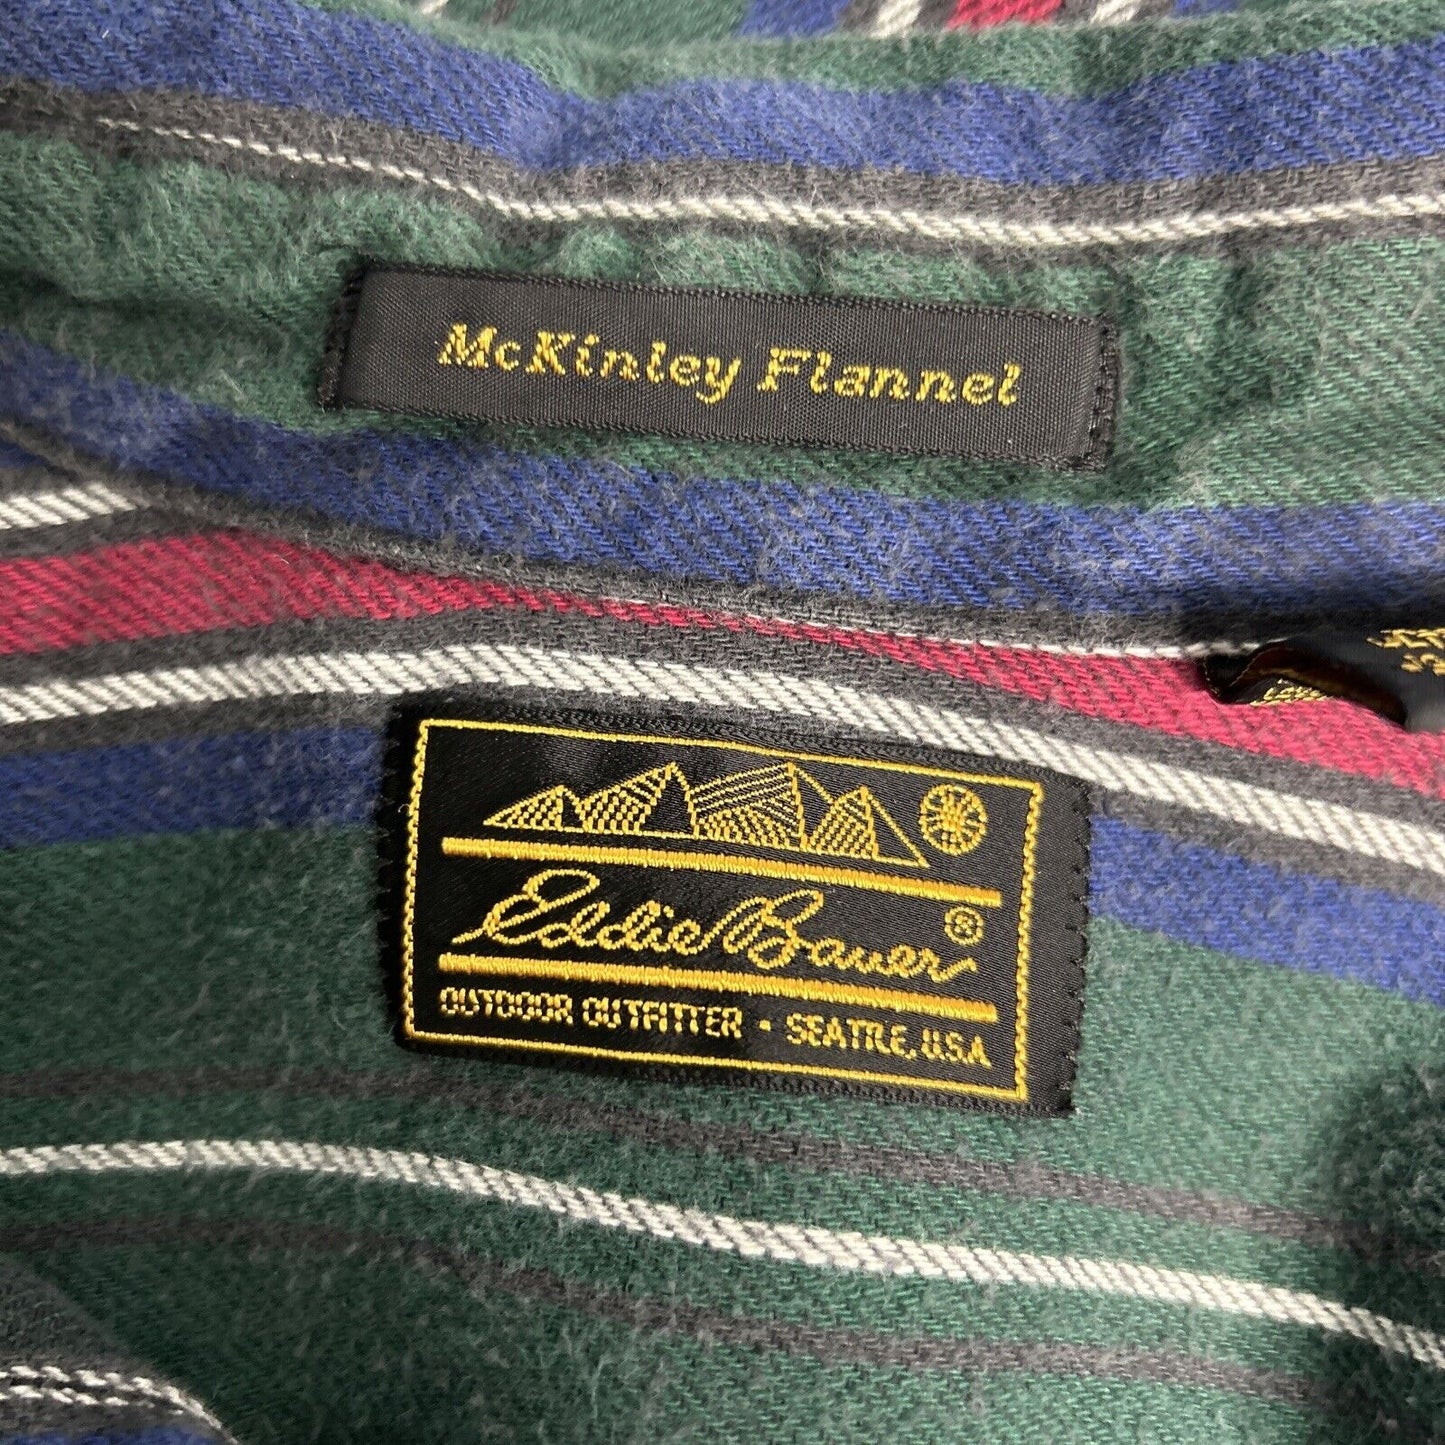 McKinley Flannel
Eddie Bauer®
OUTDOOR OUTFITTER • SEATTLE, U.S.A